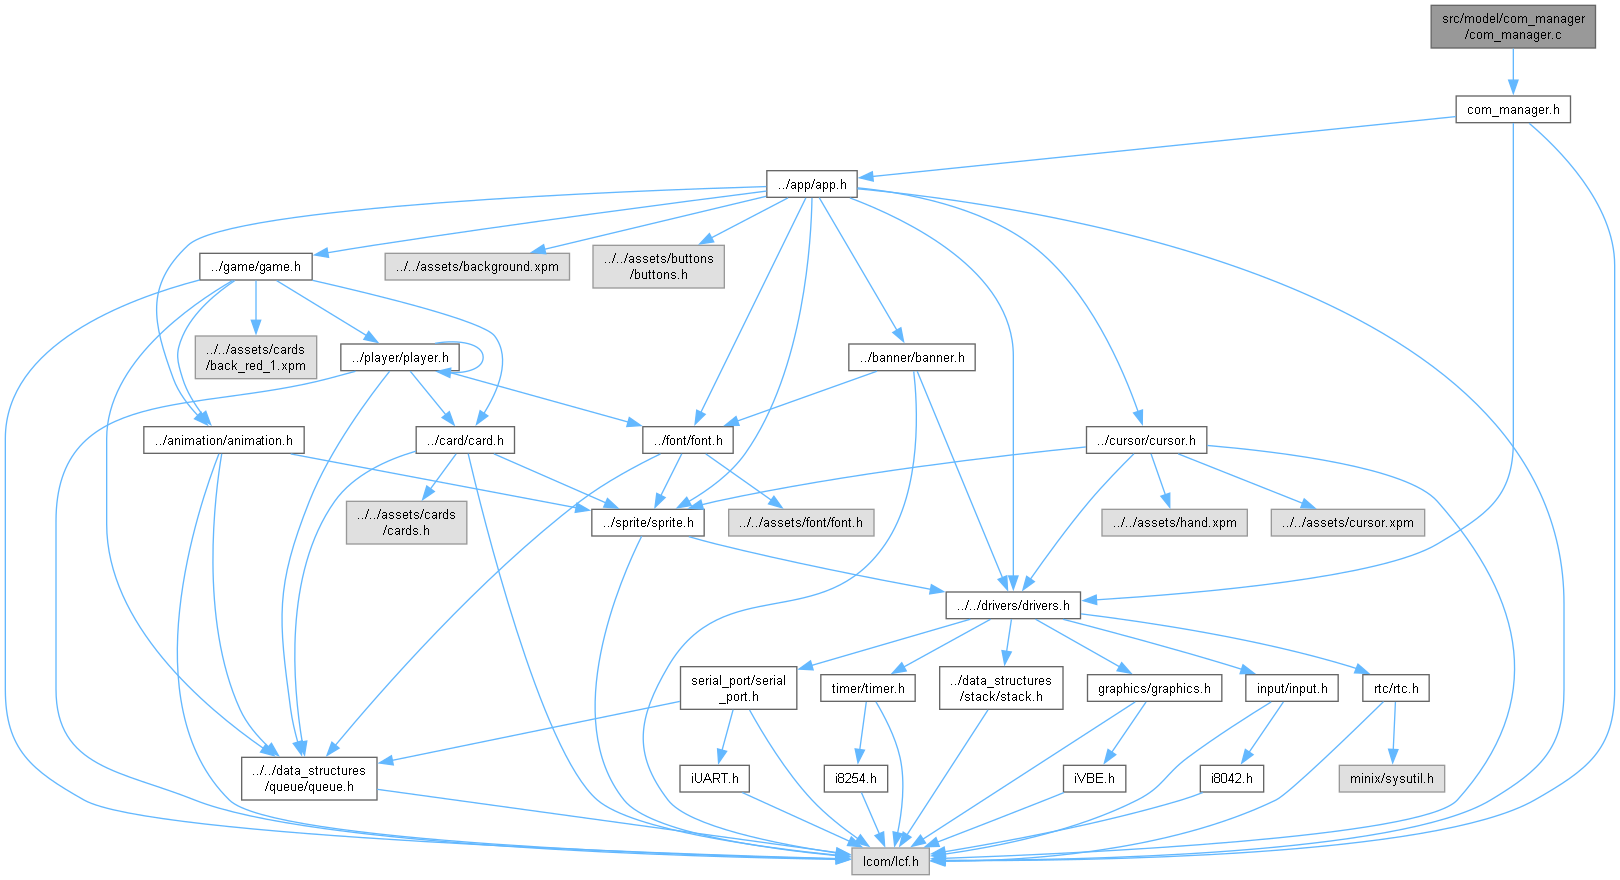 src/model/com_manager
/com_manager.c
com_manager.h
../app/app.h
../game/game.h
../../assets/background.xpm
../../assets/buttons
/buttons.h
../../assets/cards
/back_red_1.xpm
../player/player.h
../banner/banner.h
../animation/animation.h
../card/card.h
../font/font.h
../cursor/cursor.h
../../assets/cards
/cards.h
../sprite/sprite.h
../../assets/font/font.h
../../assets/hand.xpm
../../assets/cursor.xpm
../../drivers/drivers.h
serial_port/serial
_port.h
timer/timer.h
../data_structures
/stack/stack.h
graphics/graphics.h
input/input.h
rtc/rtc.h
../../data_structures
/queue/queue.h
iUART.h
i8254.h
iVBE.h
i8042.h
minix/sysutil.h
lcom/lcf.h